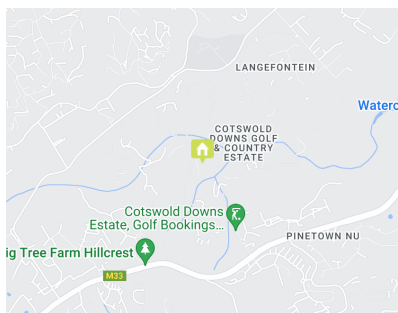 LANGEFONTEIN
Waterc
COTSWOLD
DOWNS GOLF
& COUNTRY
ESTATE
Cotswold Downs
Estate, Golf Bookings...
PINETOWN NU
ig Tree Farm Hillcrest
M33